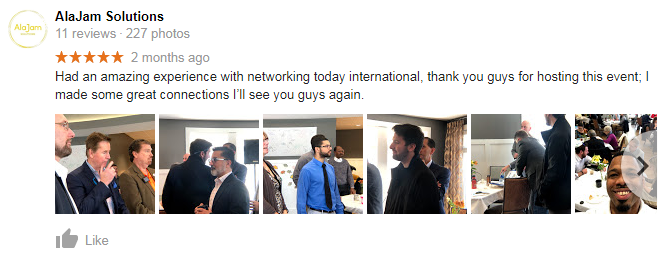 AlaJam
AlaJam Solutions
11 reviews · 227 photos
2 months ago
Had an amazing experience with networking today international, thank you guys for hosting this event; I
made some great connections I'll see you guys again.
Like